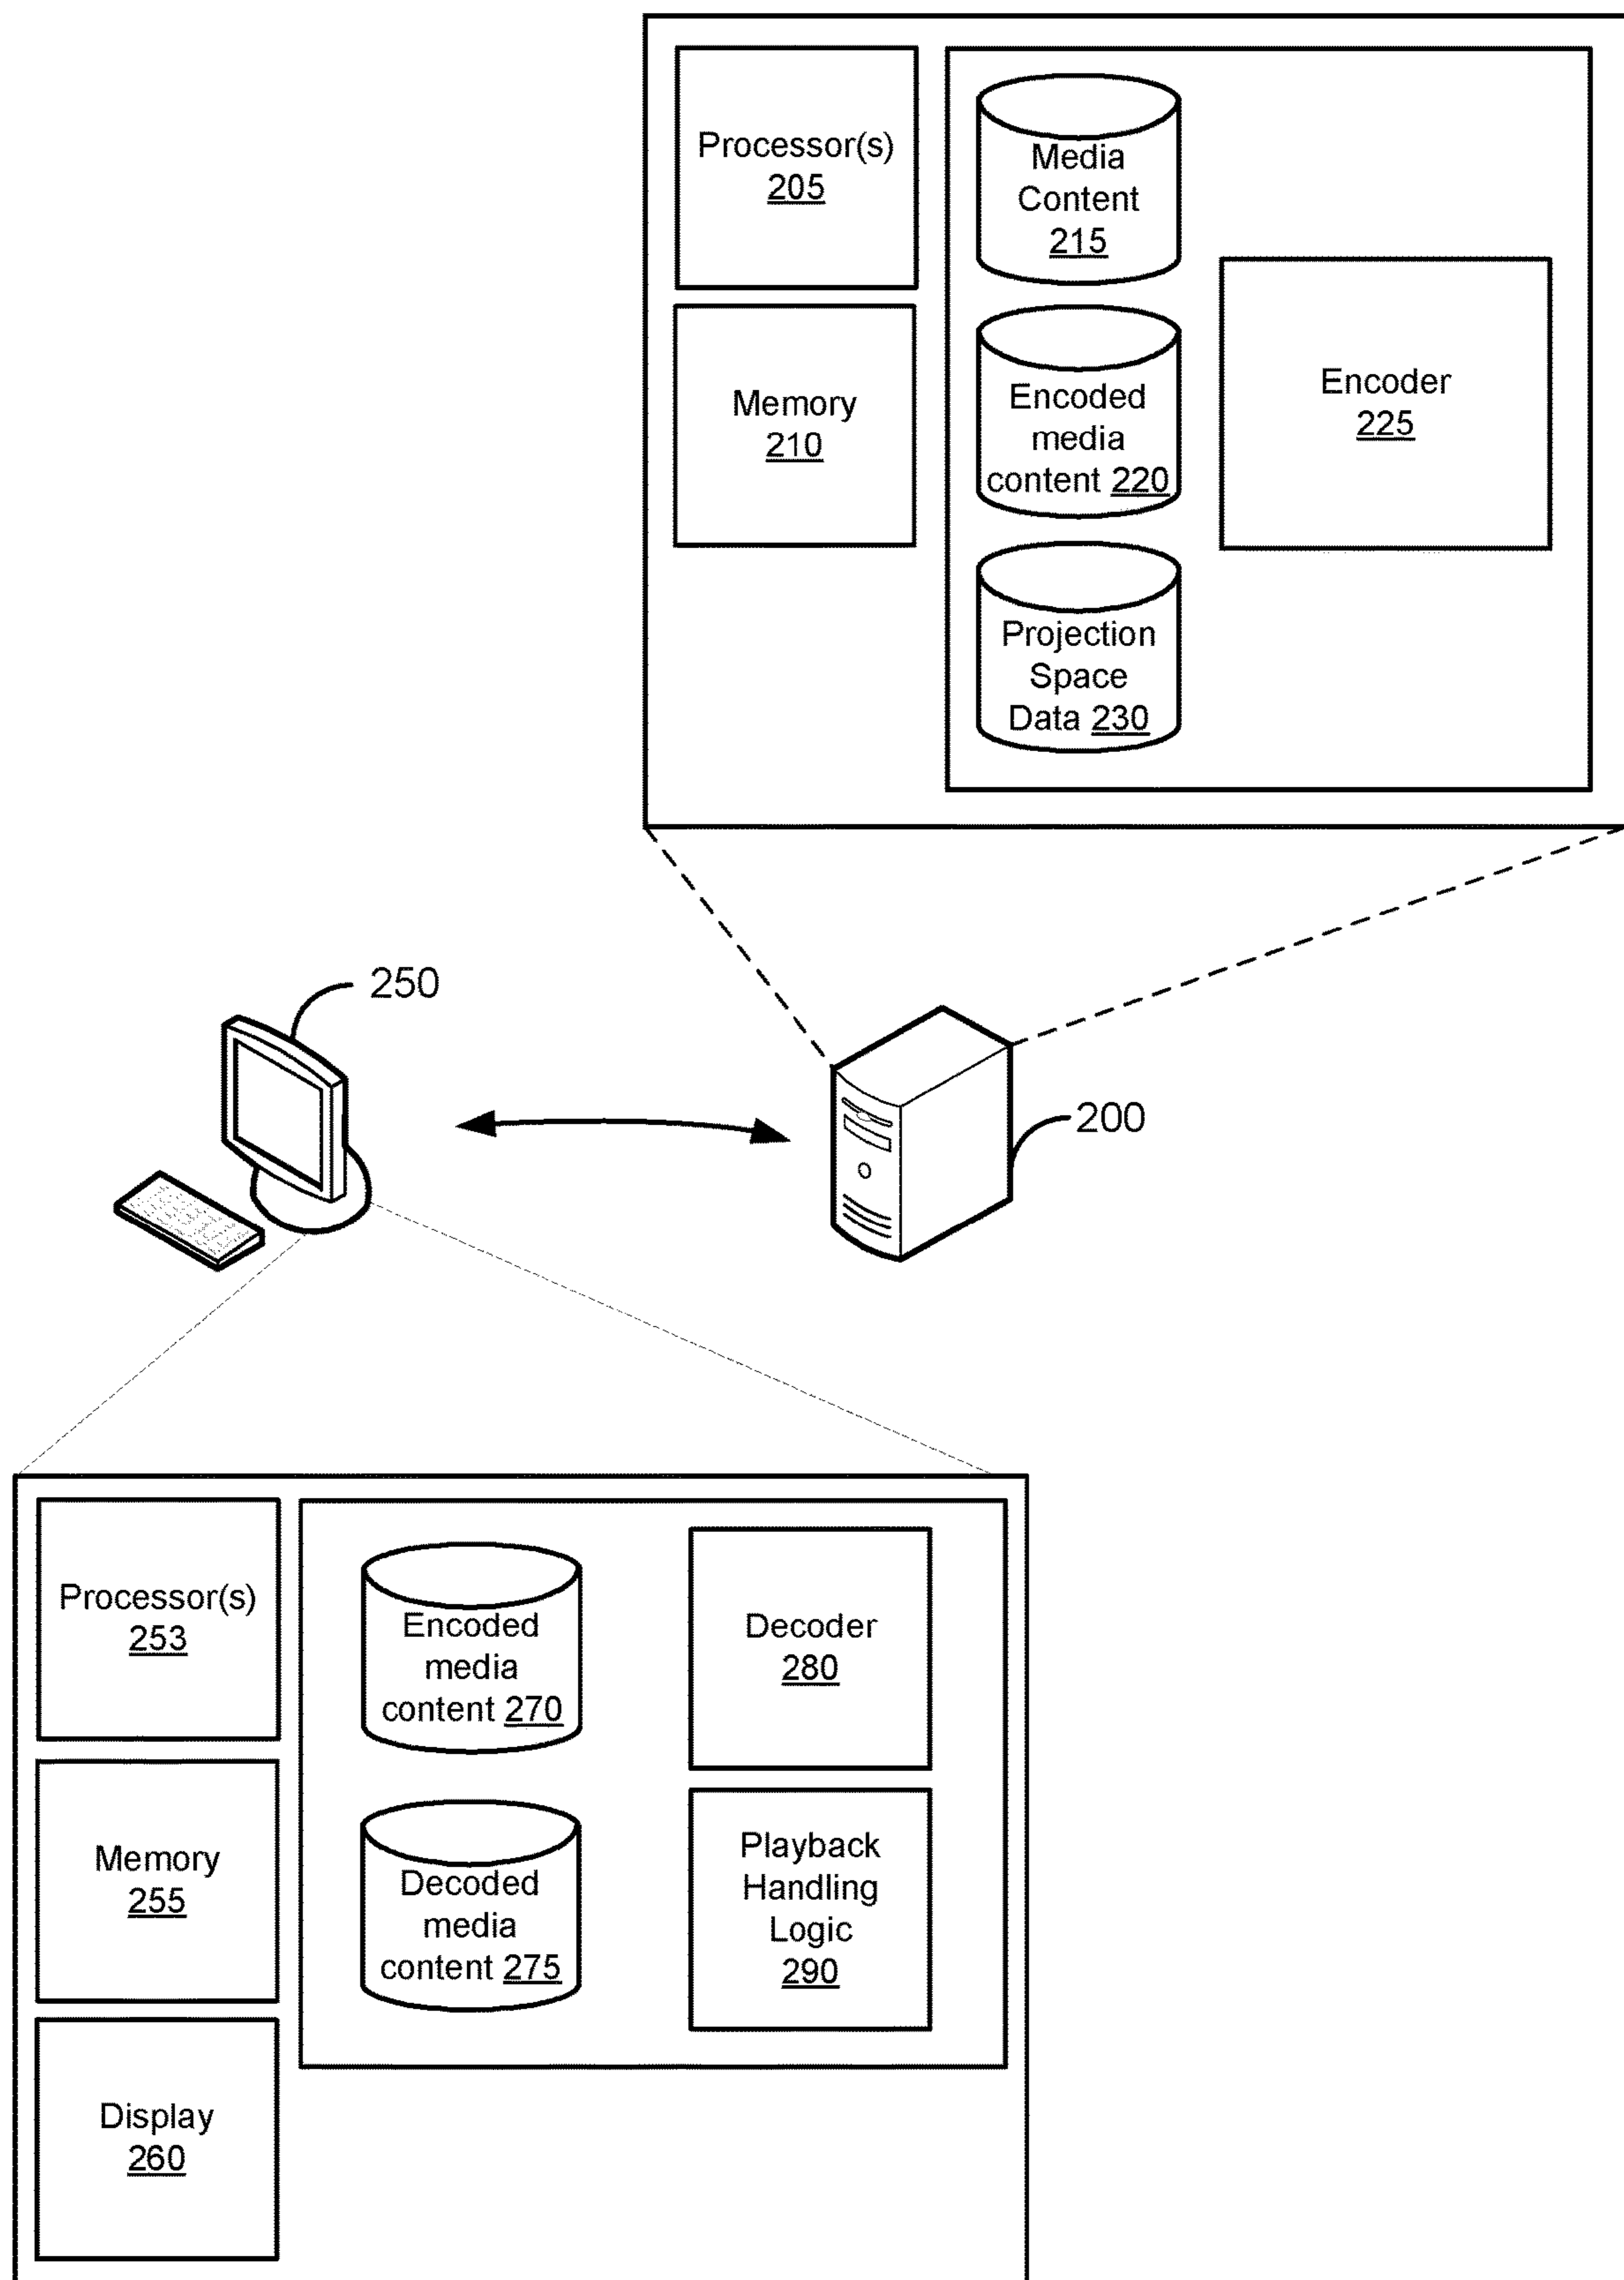 Processor(s)
205
Memory
210
Media
Content
215
Encoded
media
content 220
Projection
Space
Data 230
Encoder
225
250
200
Processor(s)
253
Memory
255
Display
260
Encoded
media
content 270
Decoded
media
content 275
Decoder
280
Playback
Handling
Logic
290